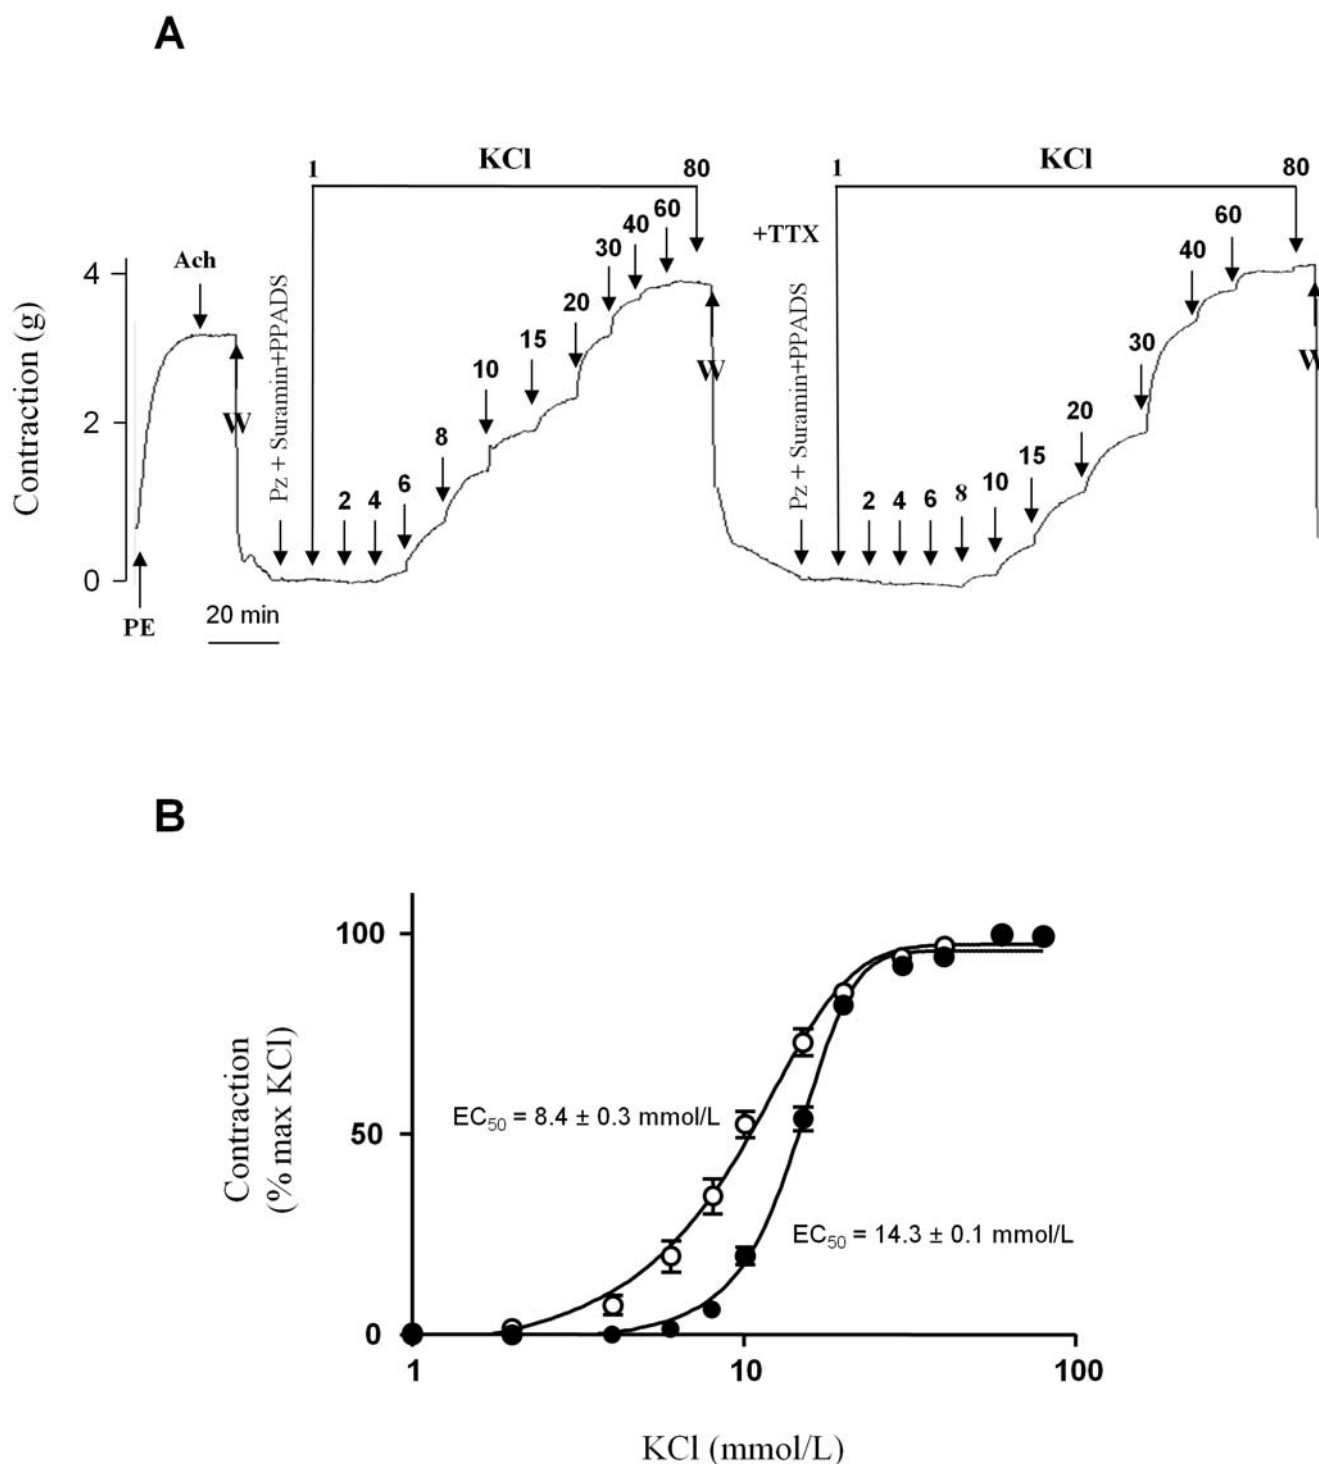 A
1 KCl 80
1 KCl 80
Contraction (g)
4
2
0
Ach
PE
W
20 min
Pz + Suramin+PPADS
2 4 6 8 10 15 20 30 40 60
W
+TTX
Pz + Suramin+PPADS
2 4 6 8 10 15 20 30 40 60
W
B
Contraction
(% max KCl)
100
50
0
EC50 = 8.4 ± 0.3 mmol/L
EC50 = 14.3 ± 0.1 mmol/L
1 10 100
KCl (mmol/L)